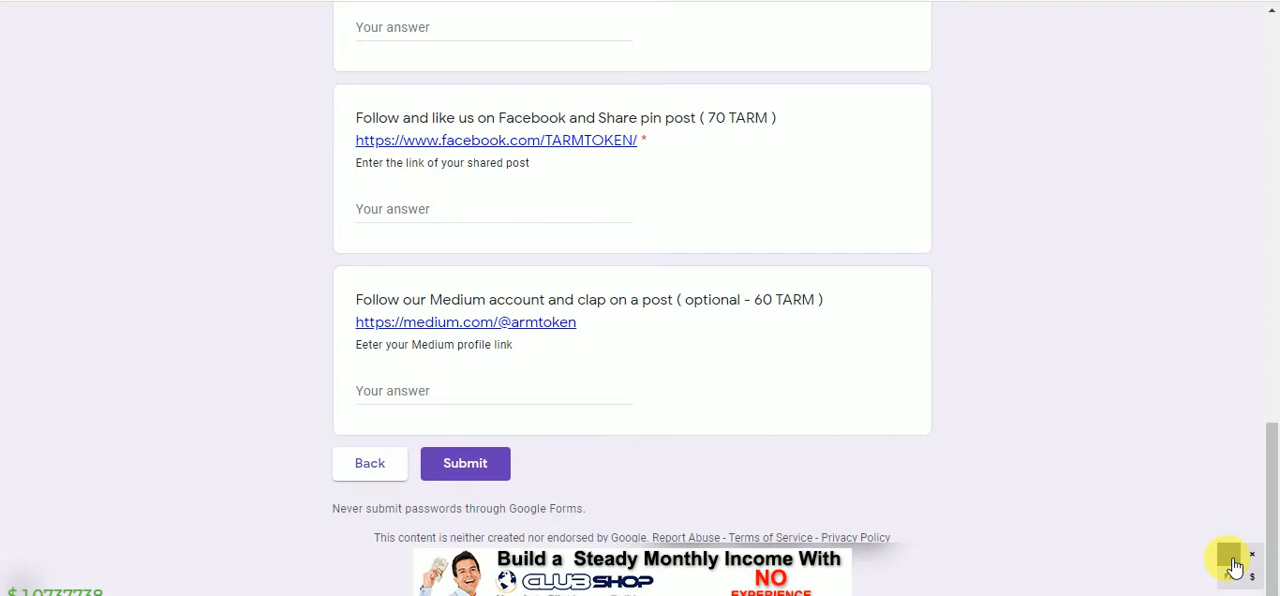 Your answer
Follow and like us on Facebook and Share pin post ( 70 TARM )
https://www.facebook.com/TARMTOKEN/ *
Enter the link of your shared post
Your answer
Follow our Medium account and clap on a post ( optional - 60 TARM )
https://medium.com/@armtoken
Eeter your Medium profile link
Your answer
Back
Submit
Never submit passwords through Google Forms.
This content is neither created nor endorsed by Google. Report Abuse - Terms of Service - Privacy Policy
Build a Steady Monthly Income With
CLUBSHOP
NO
EXPERIENCE
$ 1.0737738
×
$